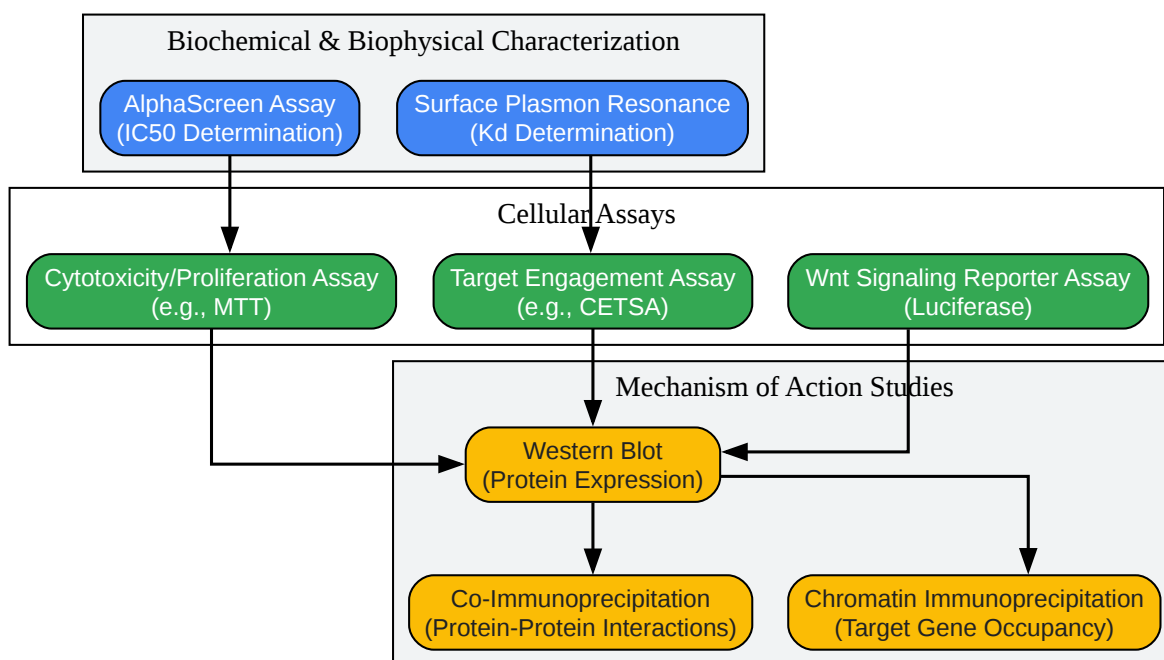 Biochemical & Biophysical Characterization
AlphaScreen Assay
(IC50 Determination)
Surface Plasmon Resonance
(Kd Determination)
Cellular Assays
Cytotoxicity/Proliferation Assay
(e.g., MTT)
Target Engagement Assay
(e.g., CETSA)
Wnt Signaling Reporter Assay
(Luciferase)
Mechanism of Action Studies
Western Blot
(Protein Expression)
Co-Immunoprecipitation
(Protein-Protein Interactions)
Chromatin Immunoprecipitation
(Target Gene Occupancy)